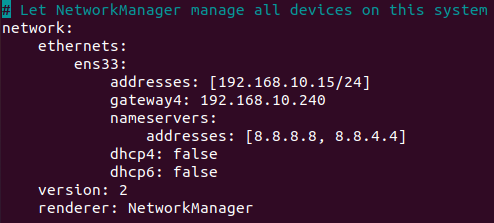 # Let NetworkManager manage all devices on this system
network:
    ethernets:
        ens33:
            addresses: [192.168.10.15/24]
            gateway4: 192.168.10.240
            nameservers:
                addresses: [8.8.8.8, 8.8.4.4]
            dhcp4: false
            dhcp6: false
    version: 2
    renderer: NetworkManager